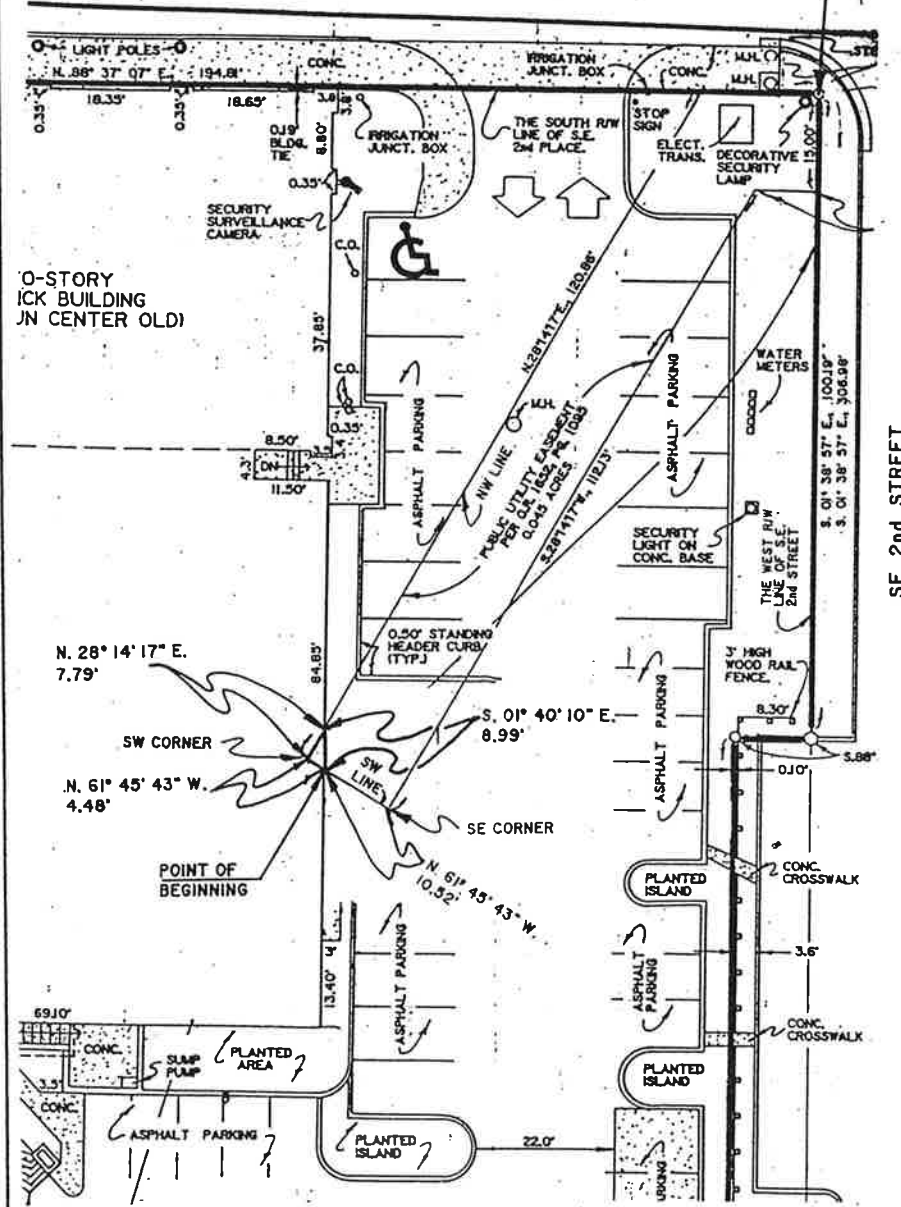 LIGHT POLES
N. 88° 37' 07" E.
194.81'
CONC.
IRRIGATION
JUNCT. BOX
CONC.
M.H.
M.H.
0.35'
18.35'
0.35'
18.65'
0.19'
BLDG.
TIE
8.80'
3.8'
IRRIGATION
JUNCT. BOX
THE SOUTH R/W
LINE OF S.E.
2nd PLACE.
STOP
SIGN
ELECT.
TRANS.
DECORATIVE
SECURITY
LAMP
15.00'
0.35'
SECURITY
SURVEILLANCE
CAMERA
C.O.
'O-STORY
ICK BUILDING
JN CENTER OLD)
37.85'
C.O.
0.35'
8.50'
4.3'
DN
11.50'
N.28°14'17"E., 120.86'
M.H.
NW LINE
PUBLIC UTILITY EASEMENT
PER O.R. 1652, PG. 1095
0.045 ACRES
S.28°14'17"W., 112.13'
ASPHALT PARKING
ASPHALT PARKING
WATER
METERS
SECURITY
LIGHT ON
CONC. BASE
THE WEST R/W
LINE OF S.E.
2nd STREET
S. 01° 38' 57" E., 100.19'
S. 01° 38' 57" E., 306.98'
SE 2nd STREET
0.50' STANDING
HEADER CURB
(TYP.)
84.85'
3' HIGH
WOOD RAIL
FENCE.
8.30'
N. 28° 14' 17" E.
7.79'
S. 01° 40' 10" E.
8.99'
SW CORNER
SW
LINE
N. 61° 45' 43" W.
4.48'
SE CORNER
ASPHALT PARKING
S.88°
0.10'
POINT OF
BEGINNING
N. 61° 45' 43" W.
10.52'
PLANTED
ISLAND
CONC.
CROSSWALK
3.6'
13.40'
ASPHALT PARKING
ASPHALT
PARKING
69.10'
CONC.
SUMP
PUMP
PLANTED
AREA
CONC.
CROSSWALK
PLANTED
ISLAND
3.5'
CONC.
ASPHALT PARKING
PLANTED
ISLAND
22.0'